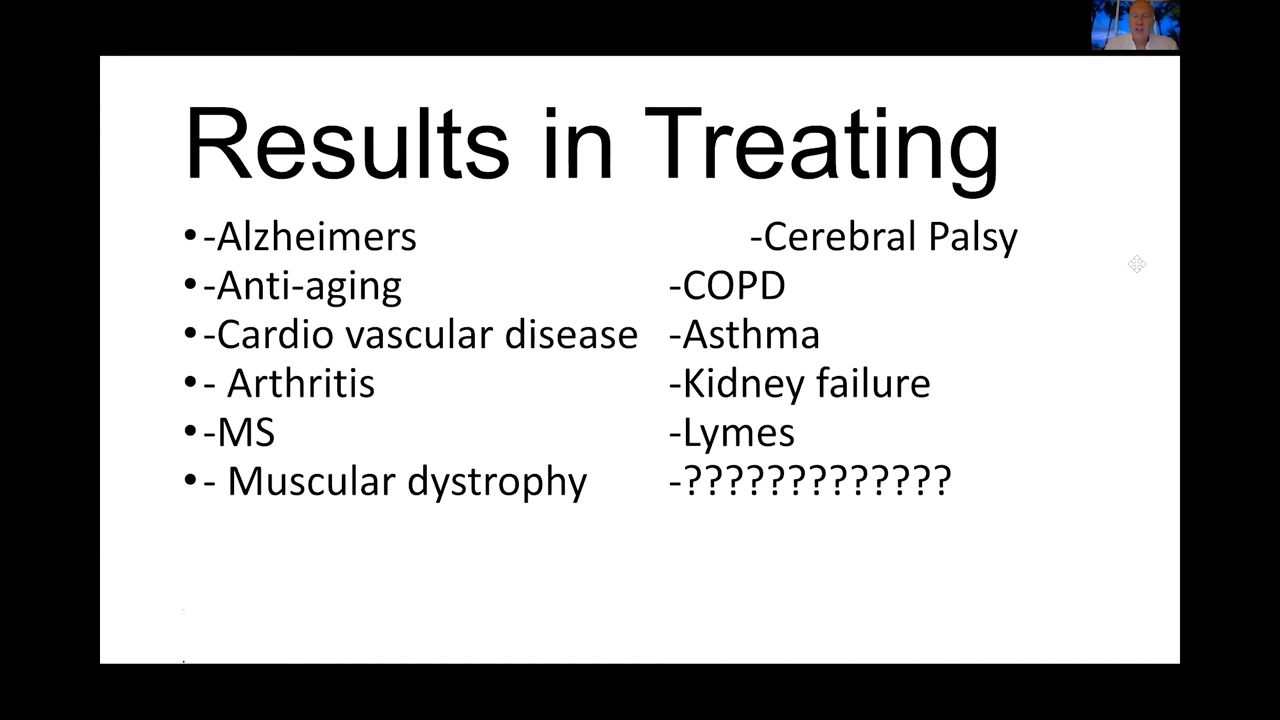 Results in Treating
• -Alzheimers -Cerebral Palsy
• -Anti-aging -COPD
• -Cardio vascular disease -Asthma
• - Arthritis -Kidney failure
• -MS -Lymes
• - Muscular dystrophy -?????????????